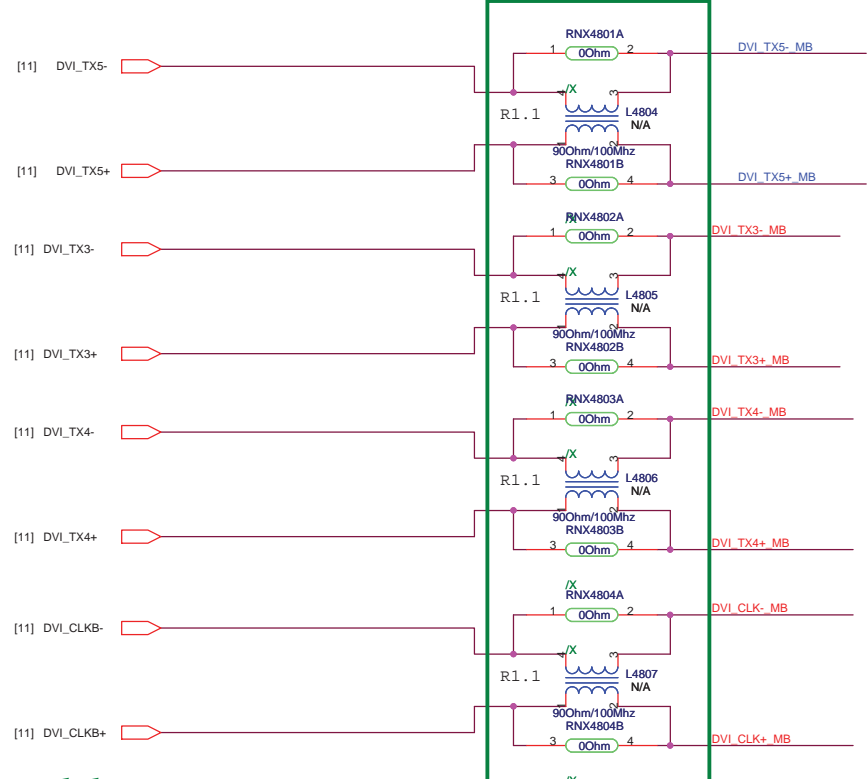 RNX4801A
1 0Ohm 2
DVI_TX5-_MB
[11] DVI_TX5-
/X
4 3
R1.1
L4804
N/A
1 2
90Ohm/100Mhz
RNX4801B
[11] DVI_TX5+
3 0Ohm 4
DVI_TX5+_MB
/X
RNX4802A
1 0Ohm 2
DVI_TX3-_MB
[11] DVI_TX3-
/X
4 3
R1.1
L4805
N/A
1 2
90Ohm/100Mhz
RNX4802B
[11] DVI_TX3+
3 0Ohm 4
DVI_TX3+_MB
/X
RNX4803A
1 0Ohm 2
DVI_TX4-_MB
[11] DVI_TX4-
/X
4 3
R1.1
L4806
N/A
1 2
90Ohm/100Mhz
RNX4803B
[11] DVI_TX4+
3 0Ohm 4
DVI_TX4+_MB
/X
RNX4804A
1 0Ohm 2
DVI_CLK-_MB
[11] DVI_CLKB-
/X
4 3
R1.1
L4807
N/A
1 2
90Ohm/100Mhz
RNX4804B
[11] DVI_CLKB+
3 0Ohm 4
DVI_CLK+_MB
/X